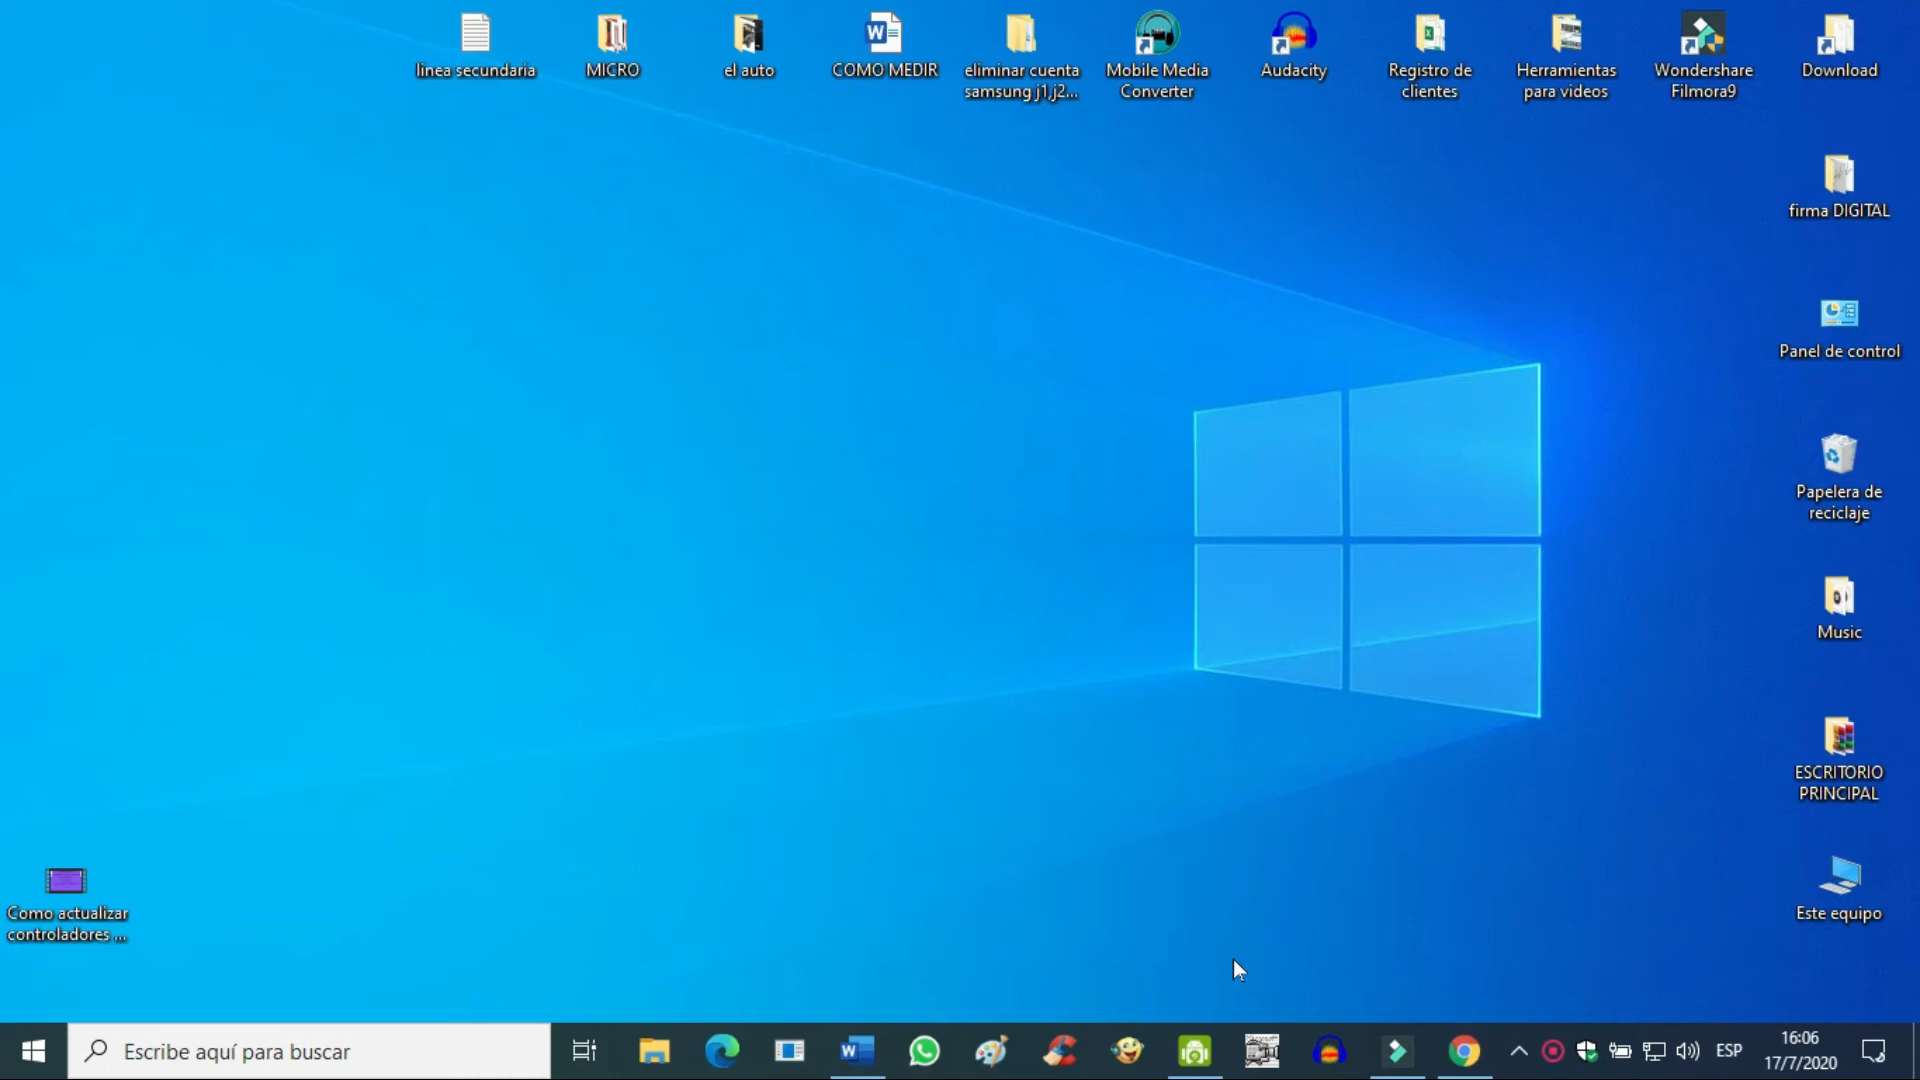 linea secundaria
MICRO
el auto
COMO MEDIR
eliminar cuenta
samsung j1,j2...
Mobile Media
Converter
Audacity
Registro de
clientes
Herramientas
para videos
Wondershare
Filmora9
Download
firma DIGITAL
Panel de control
Papelera de
reciclaje
Music
ESCRITORIO
PRINCIPAL
Este equipo
Como actualizar
controladores ...
Escribe aquí para buscar
ESP
16:06
17/7/2020